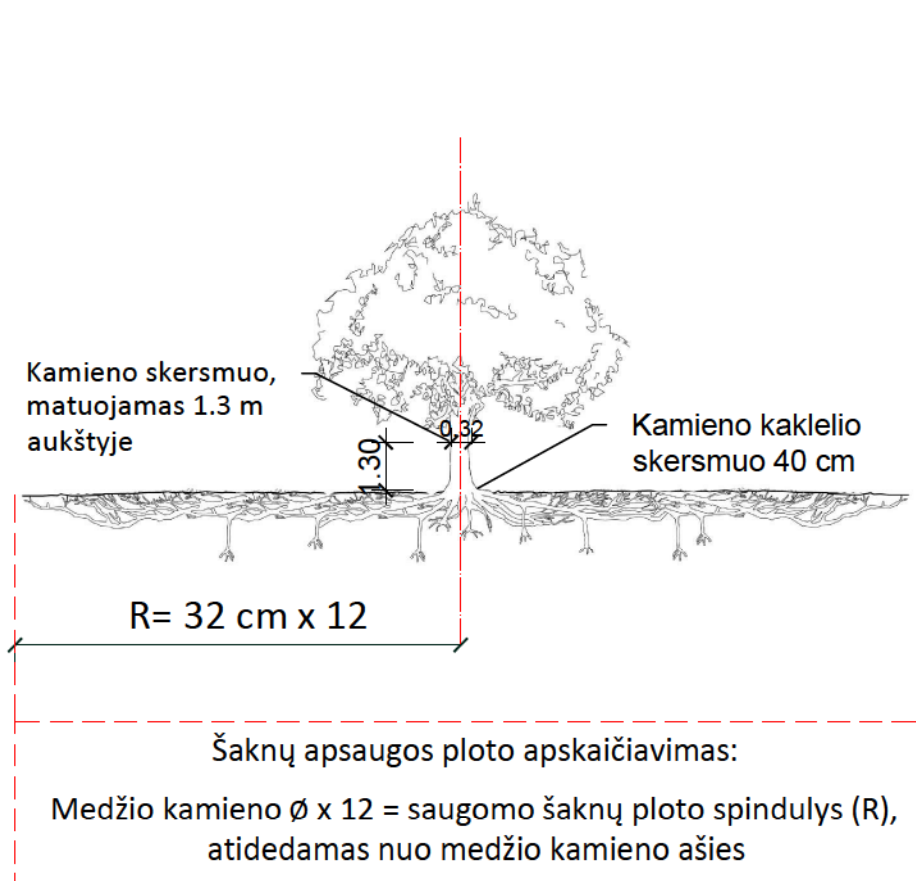 Kamieno skersmuo,
matuojamas 1.3 m
aukštyje
0.32
1.30
Kamieno kaklelio
skersmuo 40 cm
R= 32 cm x 12
Šaknų apsaugos ploto apskaičiavimas:
Medžio kamieno Ø x 12 = saugomo šaknų ploto spindulys (R),
atidedamas nuo medžio kamieno ašies